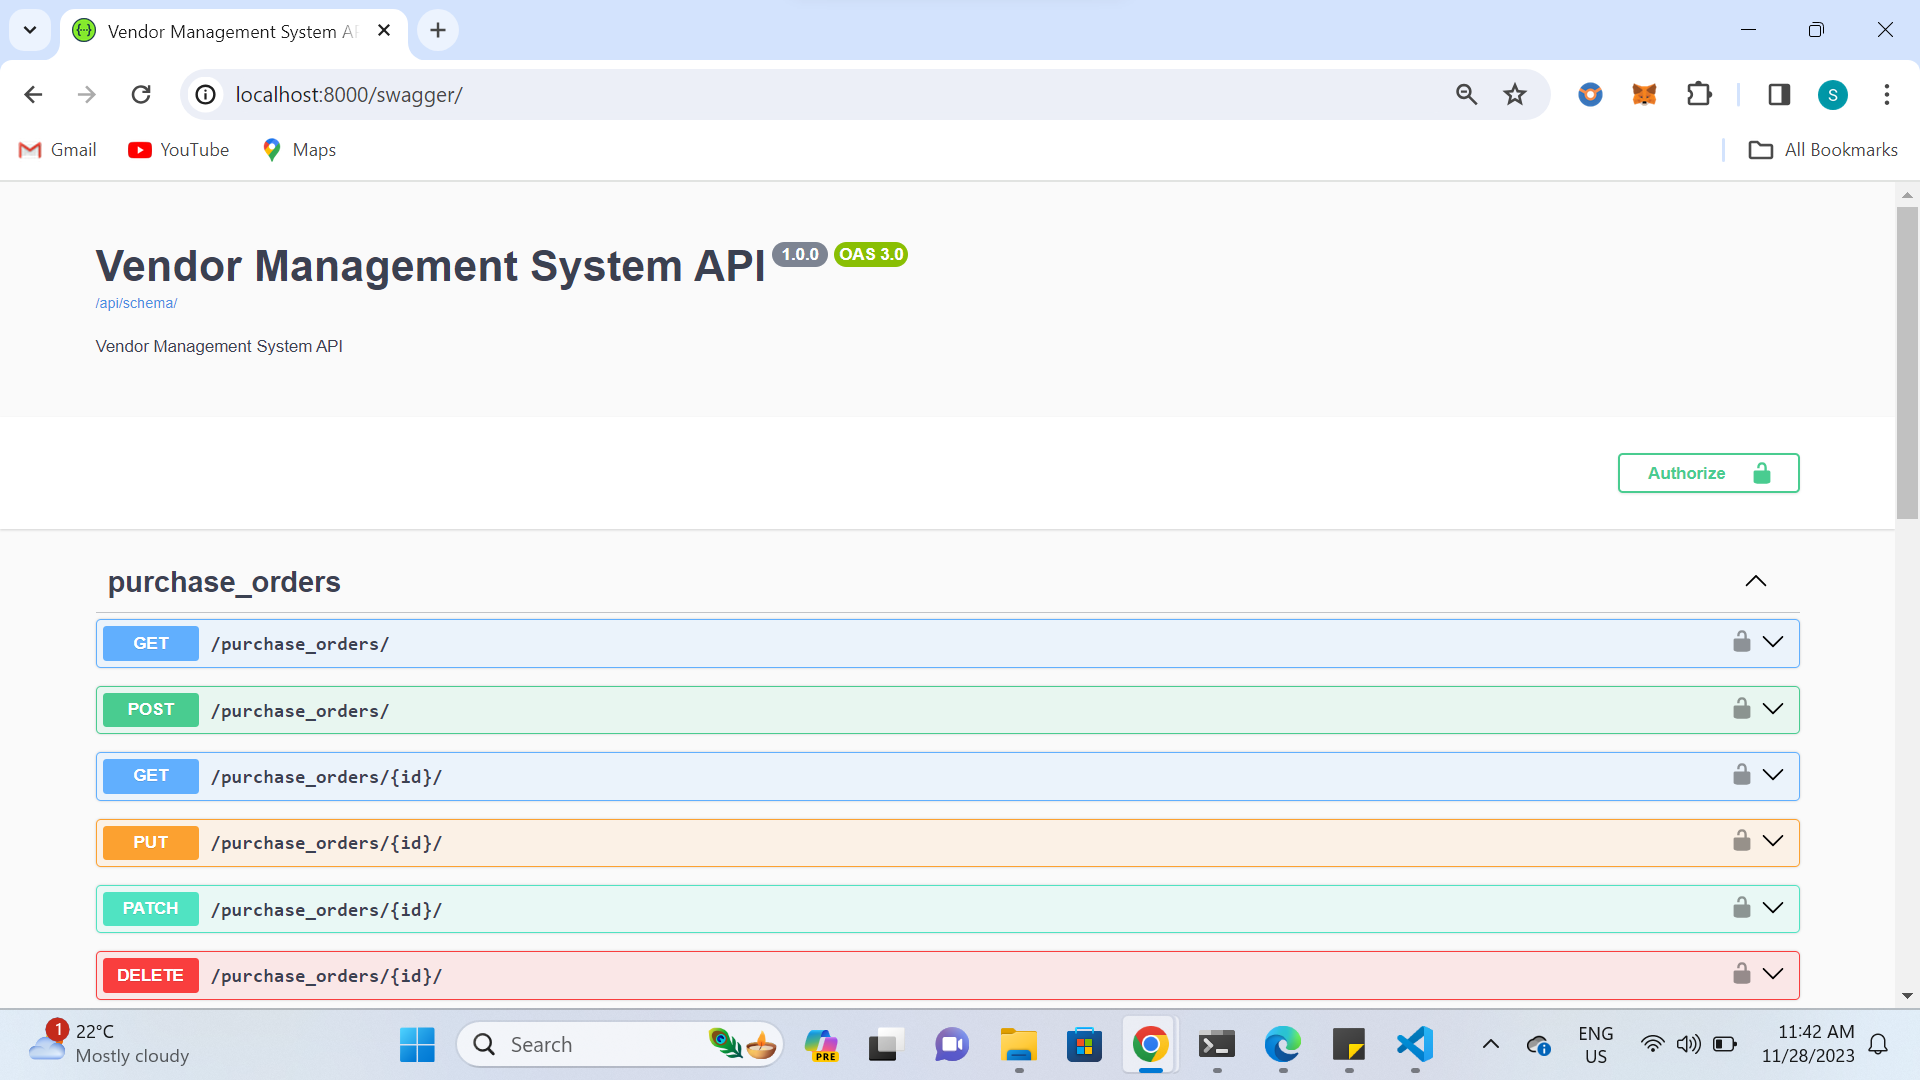 Vendor Management System AP
localhost:8000/swagger/
S
Gmail
YouTube
Maps
All Bookmarks
Vendor Management System API 1.0.0 OAS 3.0
/api/schema/
Vendor Management System API
Authorize
purchase_orders
GET /purchase_orders/
POST /purchase_orders/
GET /purchase_orders/{id}/
PUT /purchase_orders/{id}/
PATCH /purchase_orders/{id}/
DELETE /purchase_orders/{id}/
1
22°C
Mostly cloudy
Search
PRE
ENG
US
11:42 AM
11/28/2023